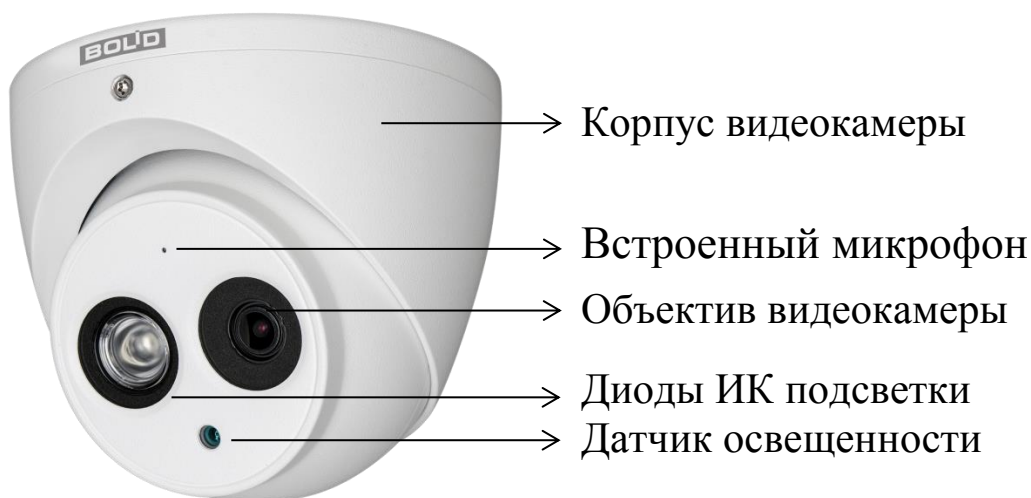 BOLID
Корпус видеокамеры
Встроенный микрофон
Объектив видеокамеры
Диоды ИК подсветки
Датчик освещенности